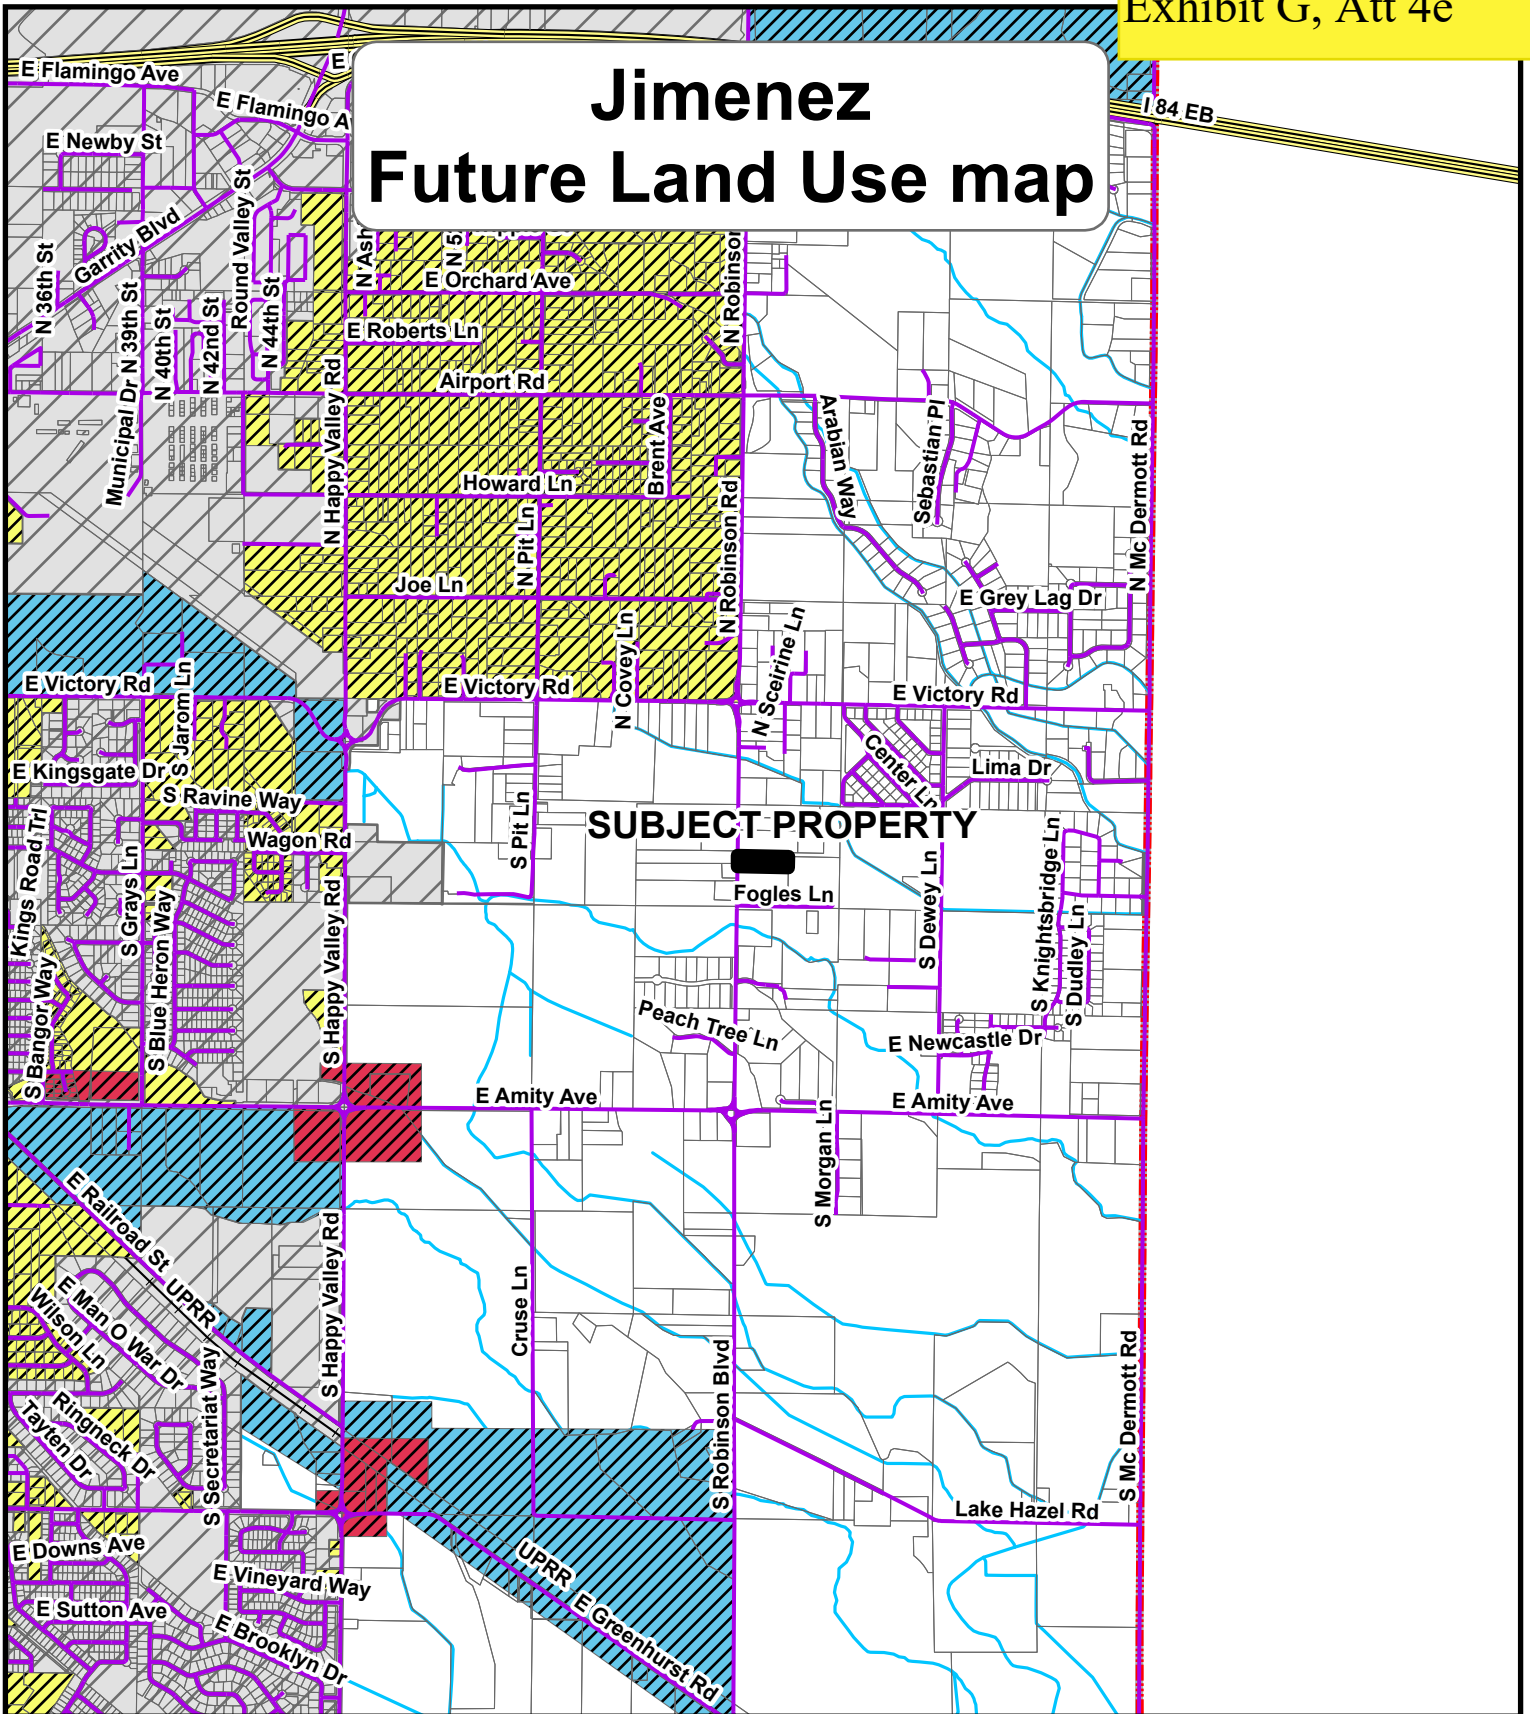 Exhibit G, Att 4e
Jimenez
Future Land Use map
E Flamingo Ave
E
I 84 EB
E Flamingo A
E Newby St
Garrity Blvd
Round Valley St
N 36th St
N 39th St
N 40th St
N 42nd St
N 44th St
Municipal Dr
N Ash
N 5
E Orchard Ave
N Robinson
E Roberts Ln
Airport Rd
N Happy Valley Rd
Brent Ave
Arabian Way
Sebastian Pl
N Mc Dermott Rd
Howard Ln
N Pit Ln
N Robinson Rd
Joe Ln
E Grey Lag Dr
N Covey Ln
N Sceirine Ln
E Victory Rd
E Victory Rd
E Victory Rd
S Jarom Ln
E Kingsgate Dr
Center Ln
Lima Dr
S Ravine Way
Wagon Rd
S Pit Ln
SUBJECT PROPERTY
Kings Road Trl
S Grays Ln
S Blue Heron Way
S Happy Valley Rd
Fogles Ln
S Dewey Ln
S Knightsbridge Ln
S Dudley Ln
S Bangor Way
Peach Tree Ln
E Newcastle Dr
E Amity Ave
E Amity Ave
S Morgan Ln
E Railroad St
UPRR
S Happy Valley Rd
Cruse Ln
E Man O War Dr
Wilson Ln
S Secretariat Way
S Robinson Blvd
S Mc Dermott Rd
Ringneck Dr
Tayten Dr
Lake Hazel Rd
E Downs Ave
UPRR
E Vineyard Way
E Sutton Ave
E Greenhurst Rd
E Brooklyn Dr